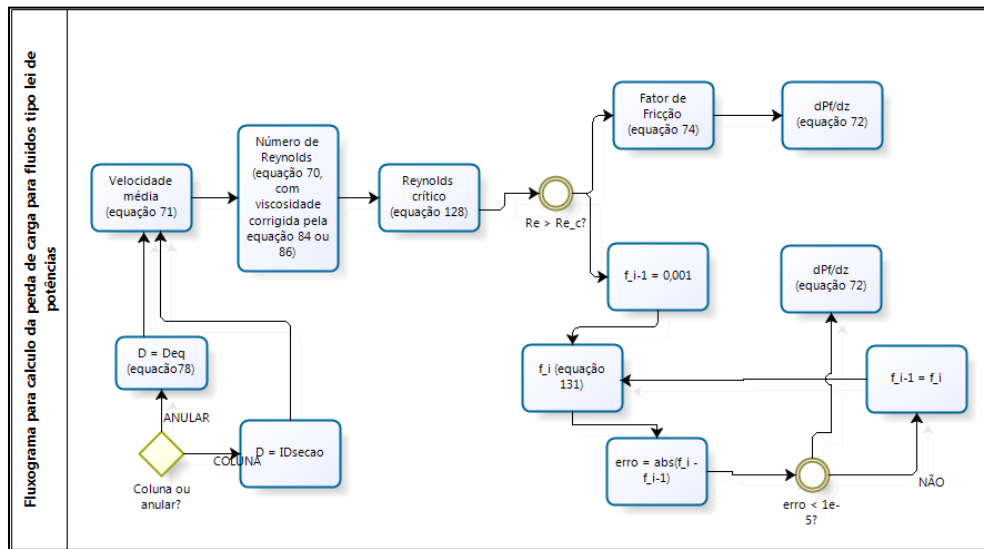 Fluxograma para calculo da perda de carga para fluidos tipo lei de
potências
Fator de
Fricção
(equação 74)
dPf/dz
(equação 72)
Número de
Reynolds
(equação 70,
com
viscosidade
corrigida pela
equação 84 ou
86)
Velocidade
média
(equação 71)
Reynolds
crítico
(equação 128)
Re > Re_c?
f_i-1 = 0,001
dPf/dz
(equação 72)
D = Deq
(equacão78)
f_i (equação
131)
f_i-1 = f_i
ANULAR
COLUNA
D = IDsecao
Coluna ou
anular?
erro = abs(f_i -
f_i-1)
erro < 1e-
5?
NÃO